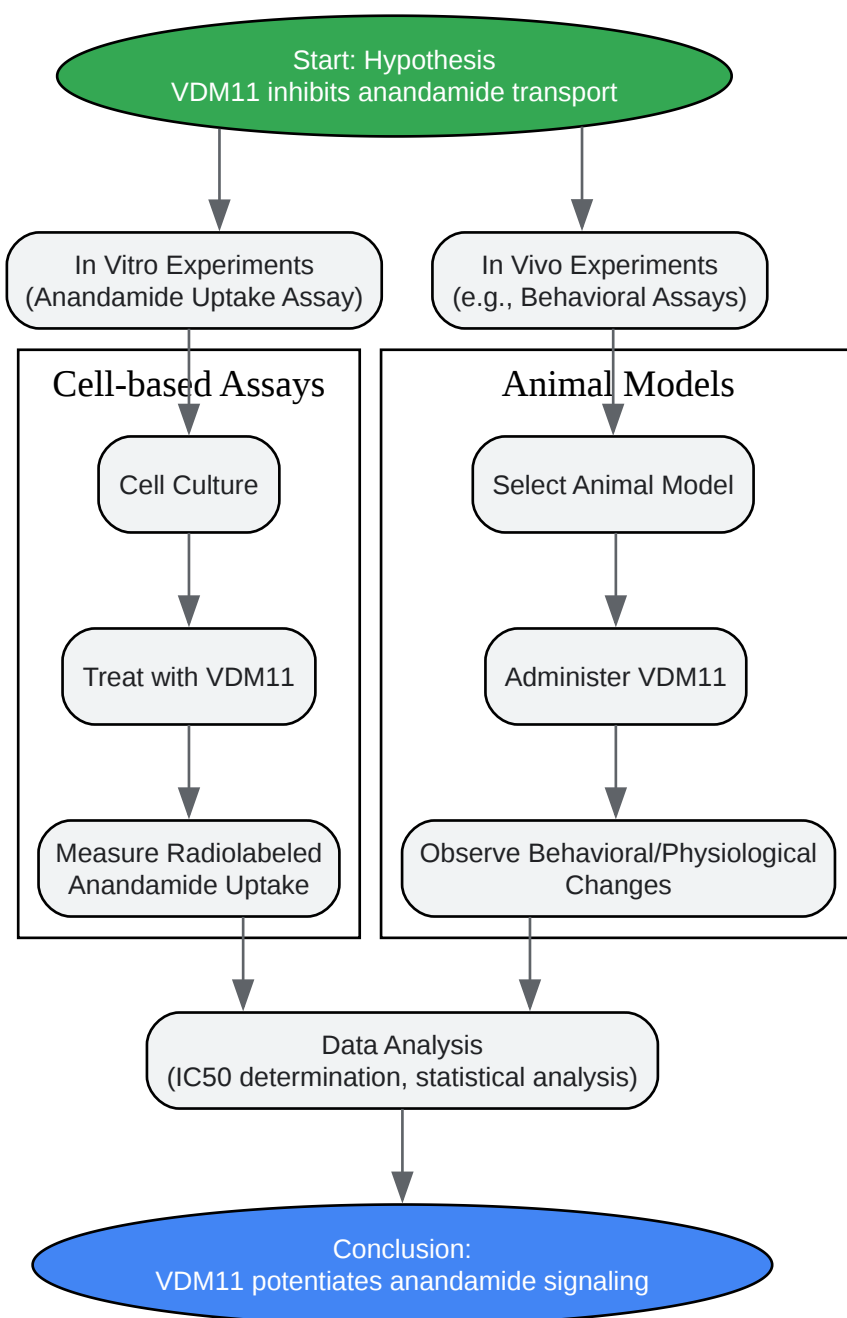 Start: Hypothesis
VDM11 inhibits anandamide transport
In Vitro Experiments
(Anandamide Uptake Assay)
In Vivo Experiments
(e.g., Behavioral Assays)
Cell-based Assays
Animal Models
Cell Culture
Select Animal Model
Treat with VDM11
Administer VDM11
Measure Radiolabeled
Anandamide Uptake
Observe Behavioral/Physiological
Changes
Data Analysis
(IC50 determination, statistical analysis)
Conclusion:
VDM11 potentiates anandamide signaling